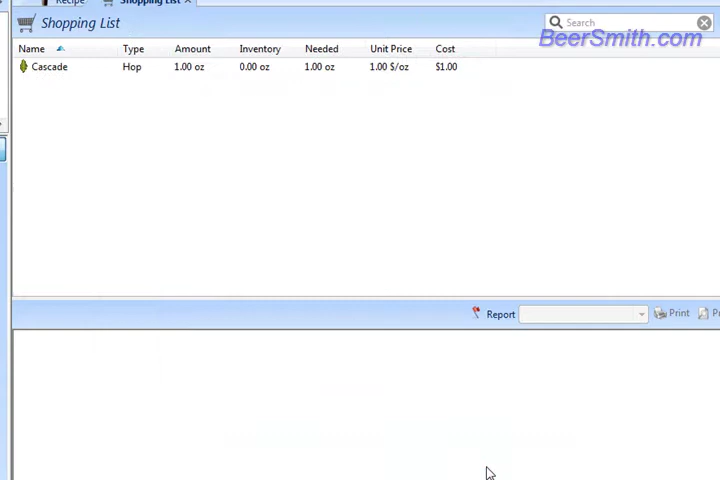 Recipe Shopping List ×
Shopping List
Search
BeerSmith.com
Name Type Amount Inventory Needed Unit Price Cost
Cascade Hop 1.00 oz 0.00 oz 1.00 oz 1.00 $/oz $1.00
Report Print